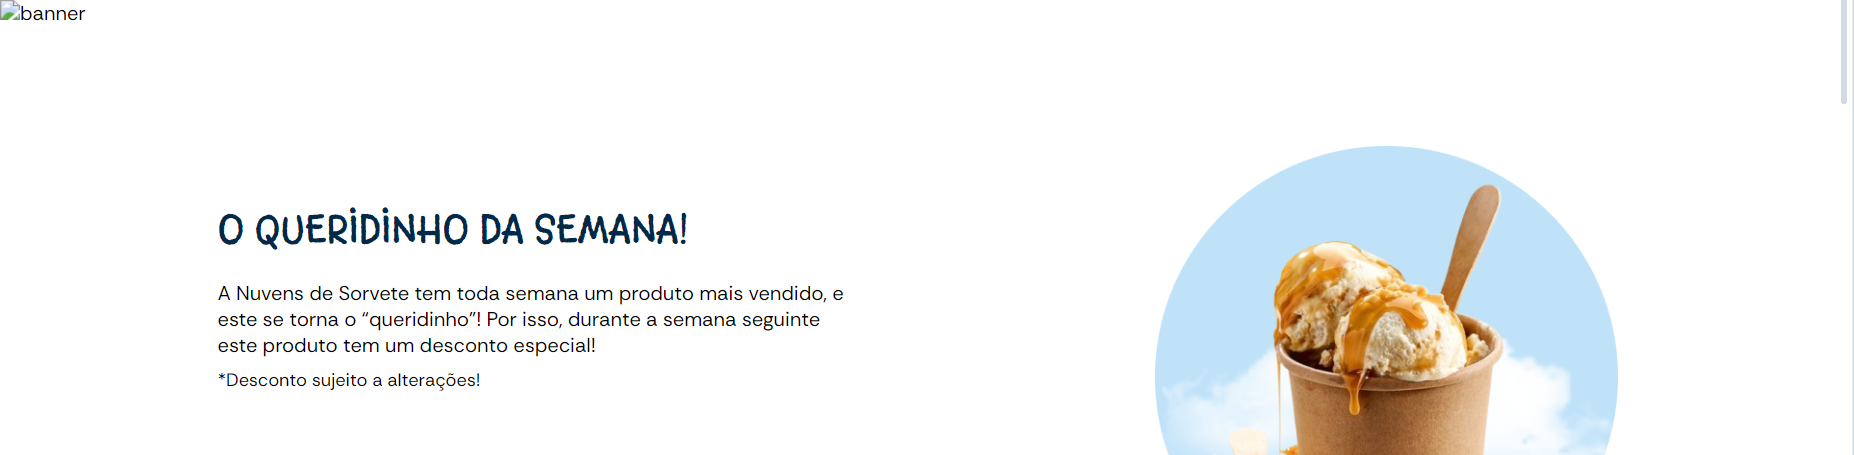 banner
O QUERIDINHO DA SEMANA!
A Nuvens de Sorvete tem toda semana um produto mais vendido, e
este se torna o “queridinho”! Por isso, durante a semana seguinte
este produto tem um desconto especial!
*Desconto sujeito a alterações!